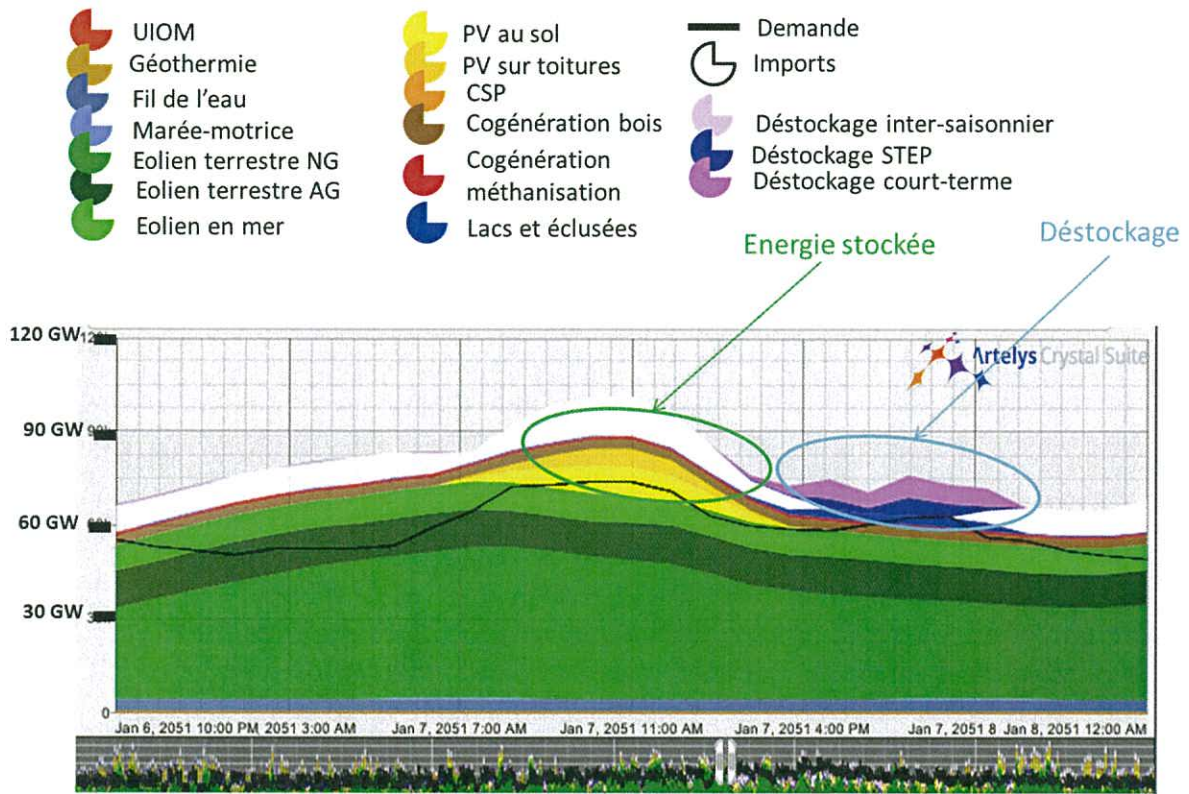 UIOM
Géothermie
Fil de l'eau
Marée-motrice
Eolien terrestre NG
Eolien terrestre AG
Eolien en mer
PV au sol
PV sur toitures
CSP
Cogénération bois
Cogénération
méthanisation
Lacs et éclusées
Demande
Imports
Déstockage inter-saisonnier
Déstockage STEP
Déstockage court-terme
Energie stockée
Déstockage
120 GW
90 GW
60 GW
30 GW
0
Artelys Crystal Suite
Jan 6, 2051 10:00 PM 2051 3:00 AM Jan 7, 2051 7:00 AM Jan 7, 2051 11:00 AM Jan 7, 2051 4:00 PM Jan 7, 2051 8 Jan 8, 2051 12:00 AM